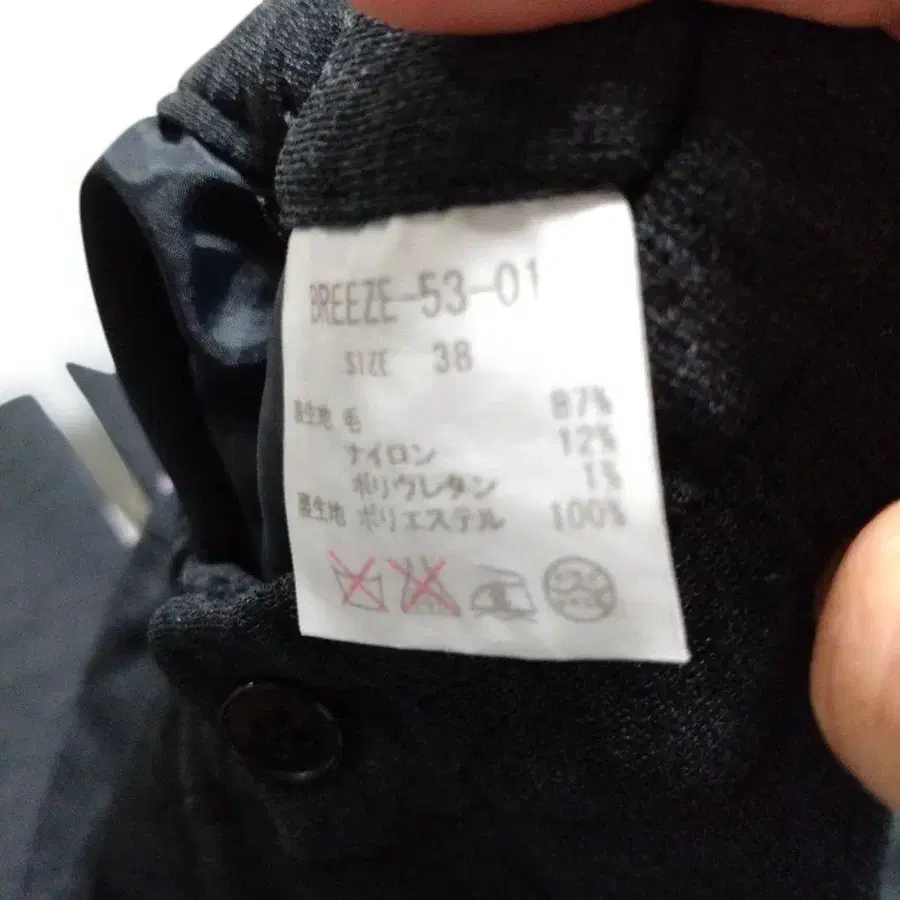 BREEZE-53-01
SIZE 38
表生地 毛 87%
ナイロン 12%
ポリウレタン 1%
裏生地 ポリエステル 100%